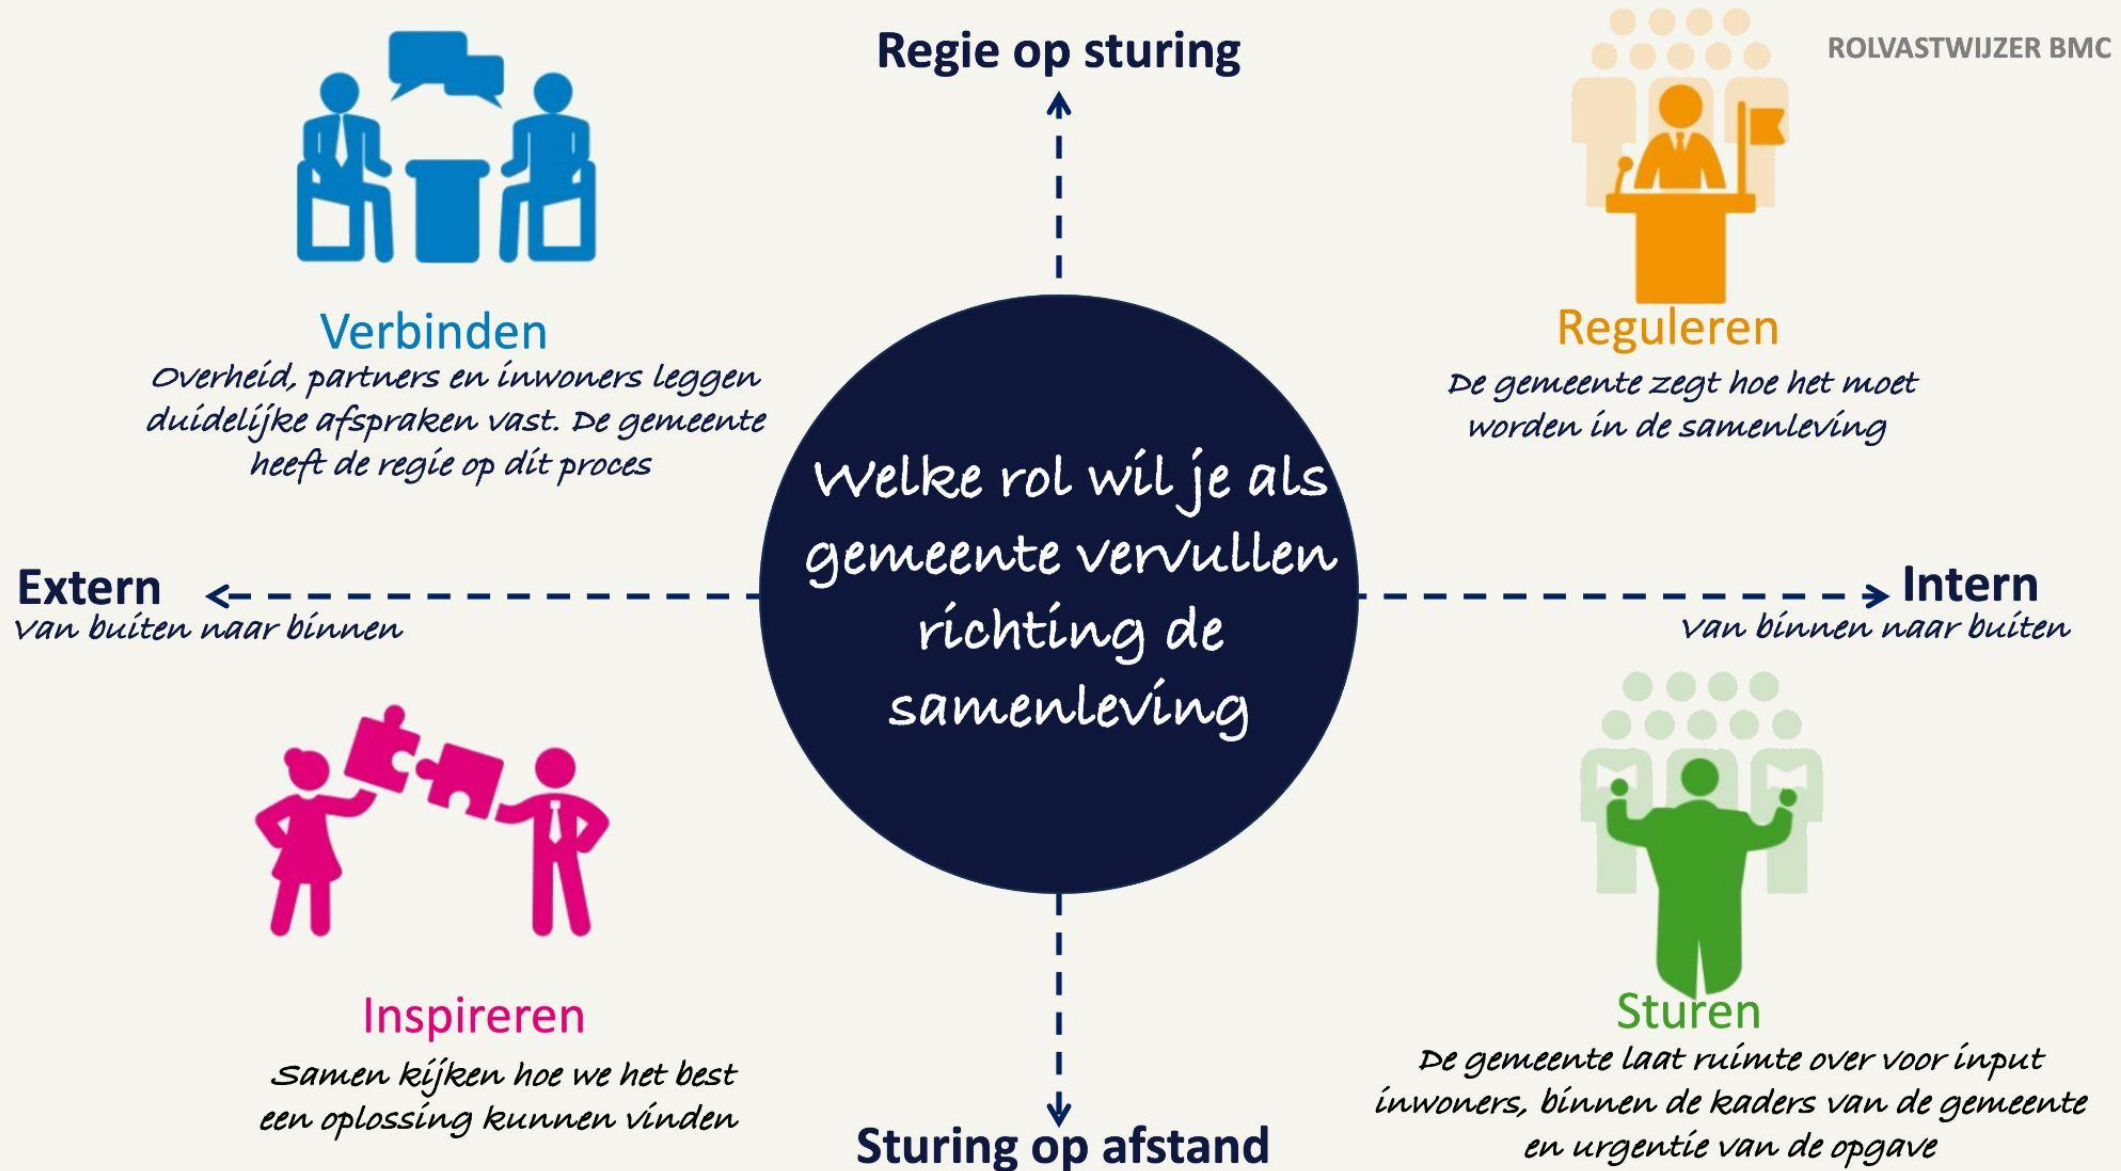 Regie op sturing
ROLVASTWIJZER BMC
Verbinden
Overheid, partners en inwoners leggen
duidelijke afspraken vast. De gemeente
heeft de regie op dit proces
Reguleren
De gemeente zegt hoe het moet
worden in de samenleving
Welke rol wil je als
gemeente vervullen
richting de
samenleving
Extern
van buiten naar binnen
Intern
van binnen naar buiten
Inspireren
Samen kijken hoe we het best
een oplossing kunnen vinden
Sturen
De gemeente laat ruimte over voor input
inwoners, binnen de kaders van de gemeente
en urgentie van de opgave
Sturing op afstand